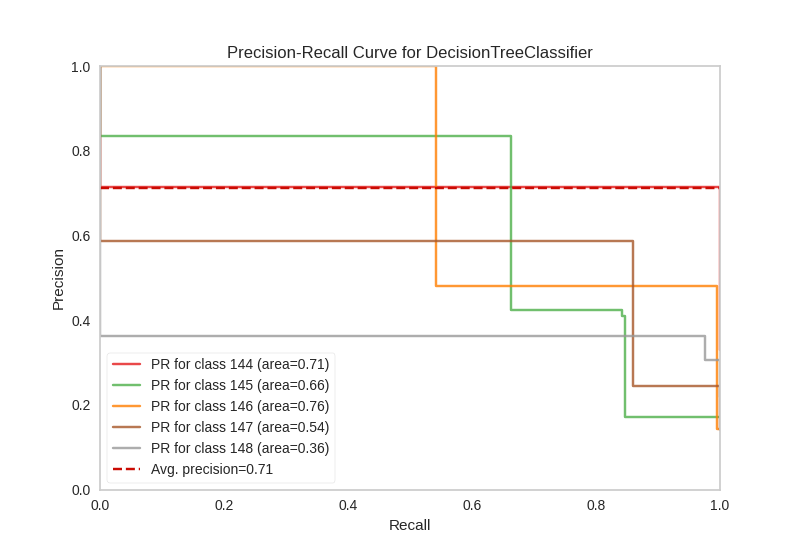 Precision-Recall Curve for DecisionTreeClassifier
1.0
0.8
0.6
0.4
0.2
0.0
Precision
PR for class 144 (area=0.71)
PR for class 145 (area=0.66)
PR for class 146 (area=0.76)
PR for class 147 (area=0.54)
PR for class 148 (area=0.36)
Avg. precision=0.71
0.0 0.2 0.4 0.6 0.8 1.0
Recall